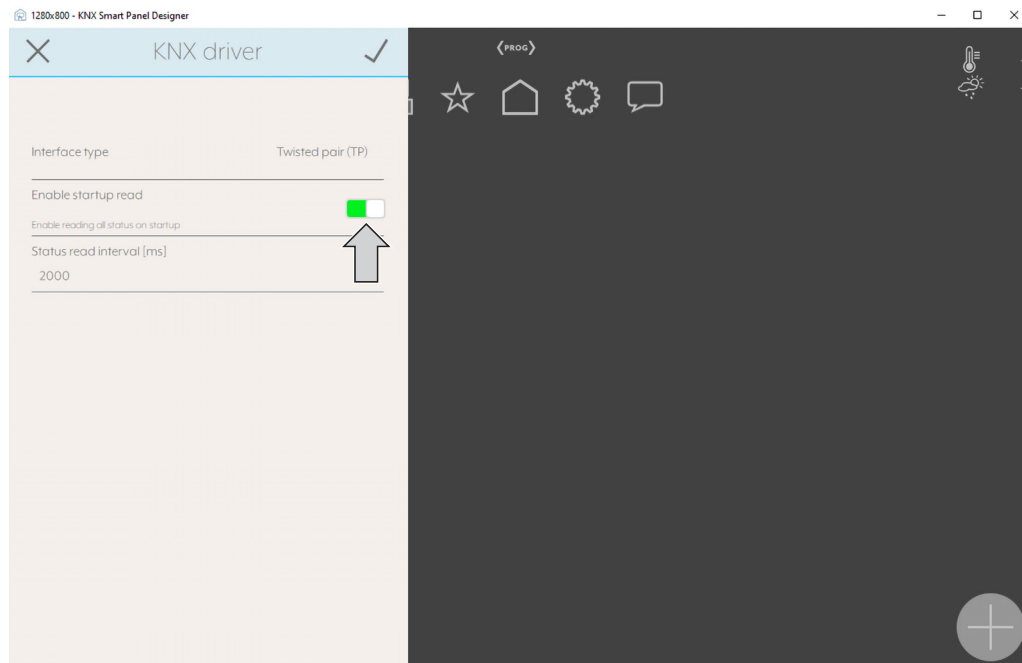 1280x800 - KNX Smart Panel Designer
KNX driver
PROG
Interface type Twisted pair (TP)
Enable startup read
Enable reading all status on startup
Status read interval [ms]
2000